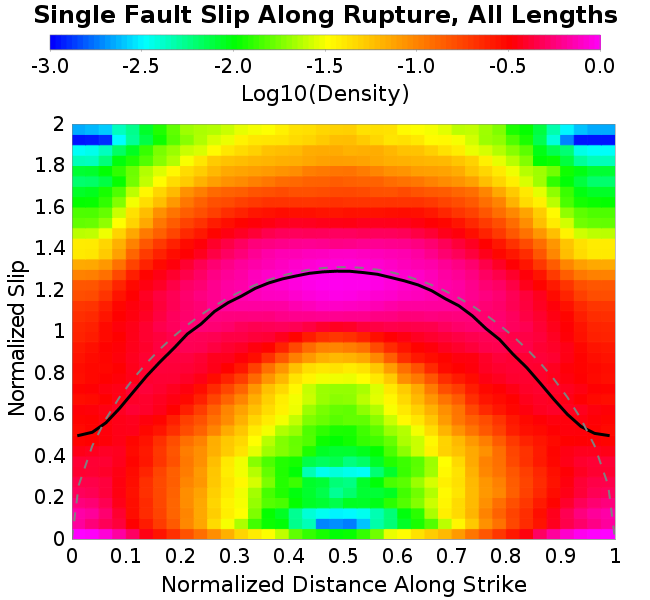 Single Fault Slip Along Rupture, All Lengths
-3.0 -2.5 -2.0 -1.5 -1.0 -0.5 0.0
Log10(Density)
2
1.8
1.6
1.4
1.2
1
0.8
0.6
0.4
0.2
0
Normalized Slip
0 0.1 0.2 0.3 0.4 0.5 0.6 0.7 0.8 0.9 1
Normalized Distance Along Strike